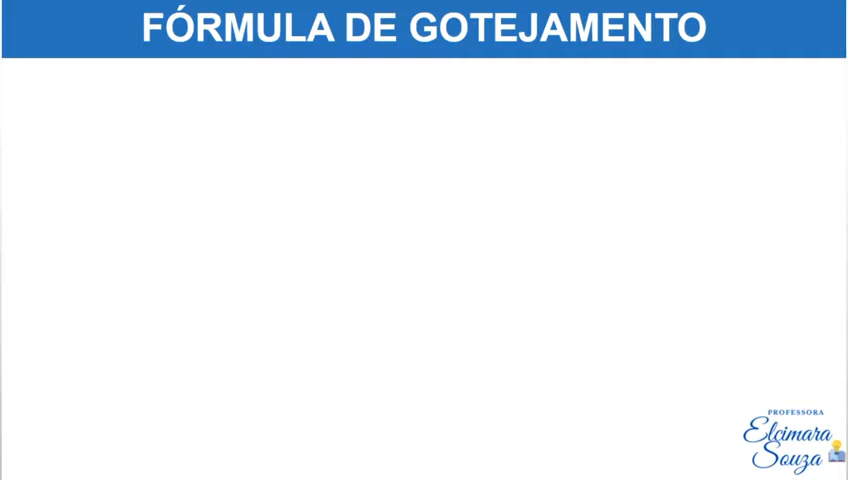 FÓRMULA DE GOTEJAMENTO
PROFESSORA
Elcimara
Souza